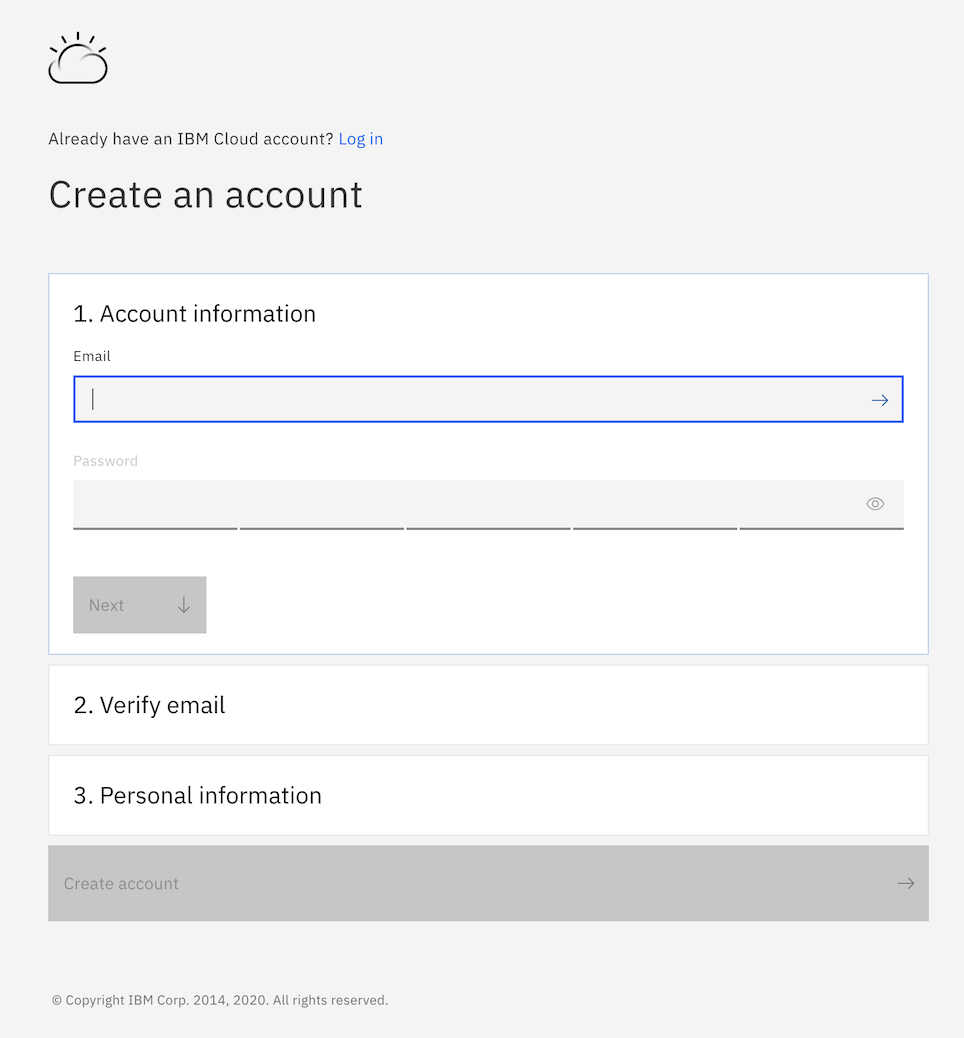 Already have an IBM Cloud account? Log in
Create an account
1. Account information
Email
Password
Next
2. Verify email
3. Personal information
Create account
© Copyright IBM Corp. 2014, 2020. All rights reserved.